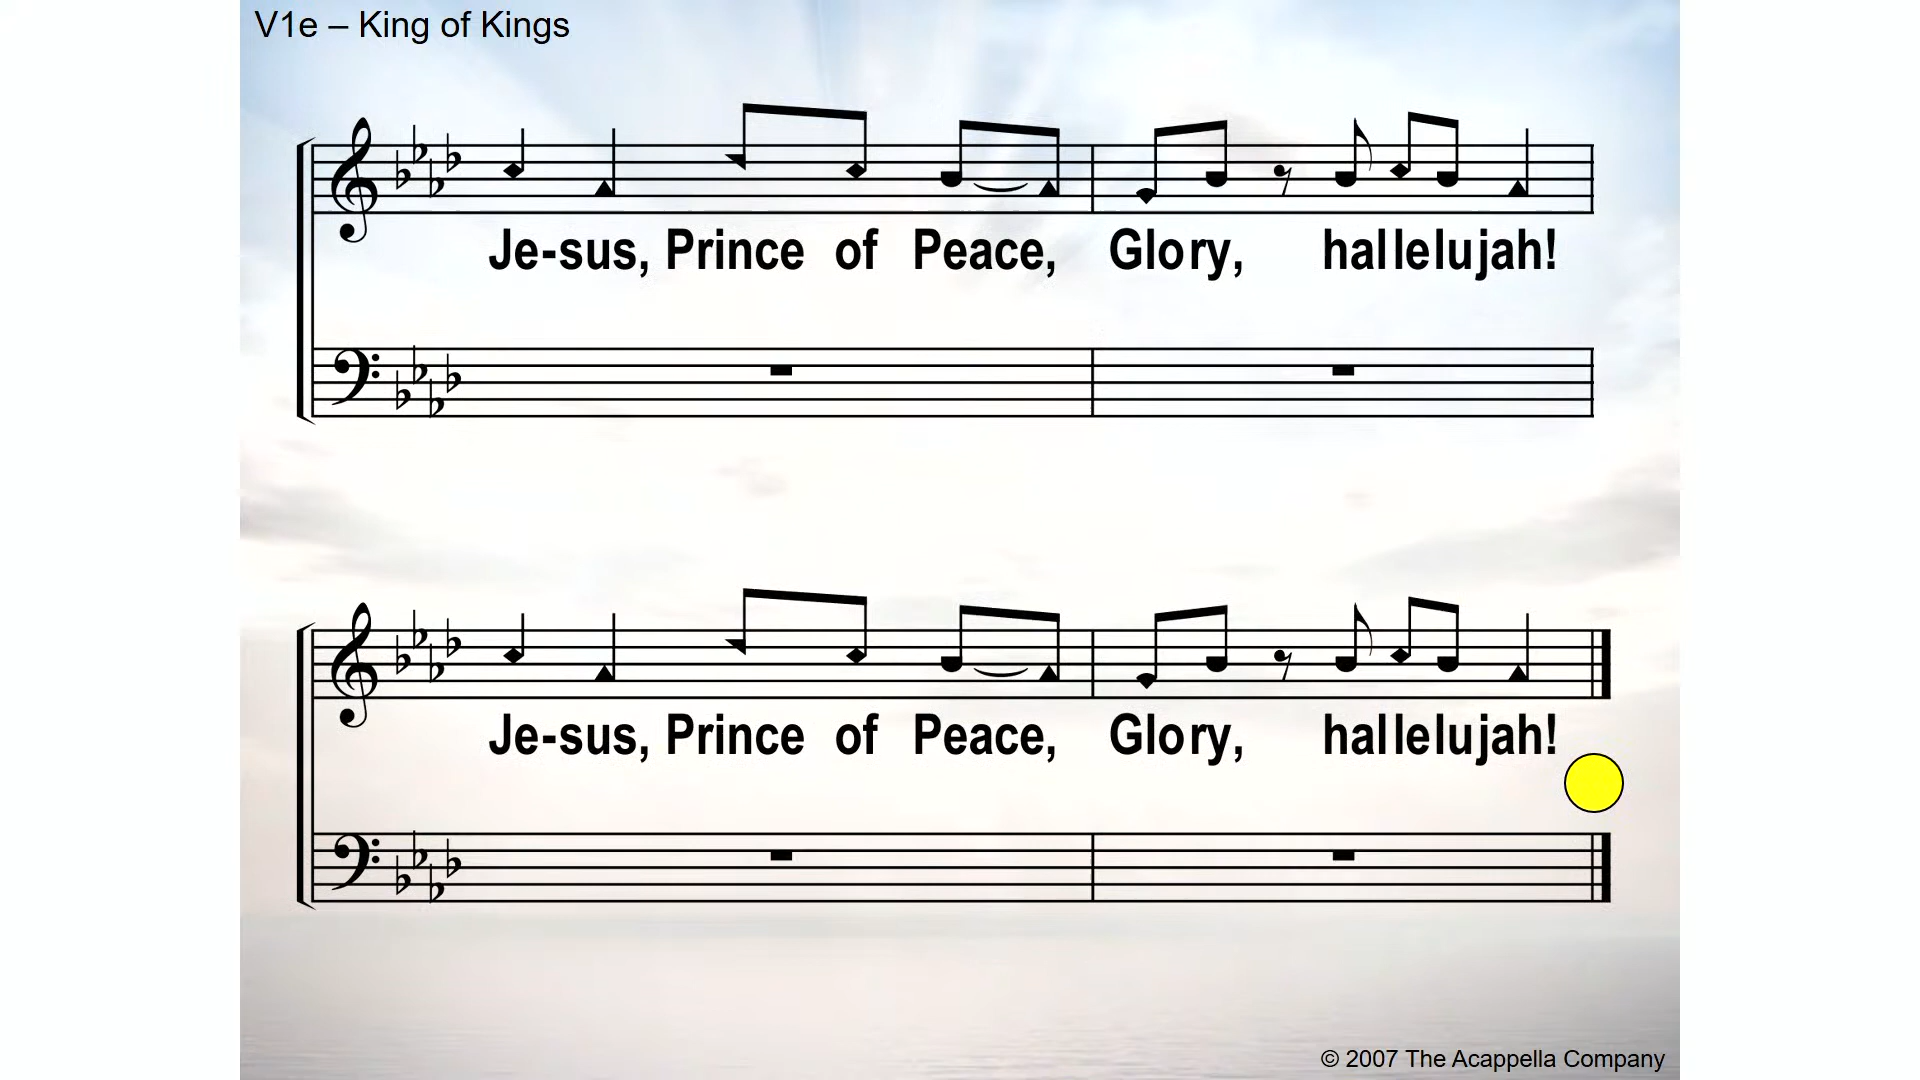 V1e – King of Kings
Je-sus, Prince of Peace, Glory, hallelujah!
Je-sus, Prince of Peace, Glory, hallelujah!
© 2007 The Acappella Company